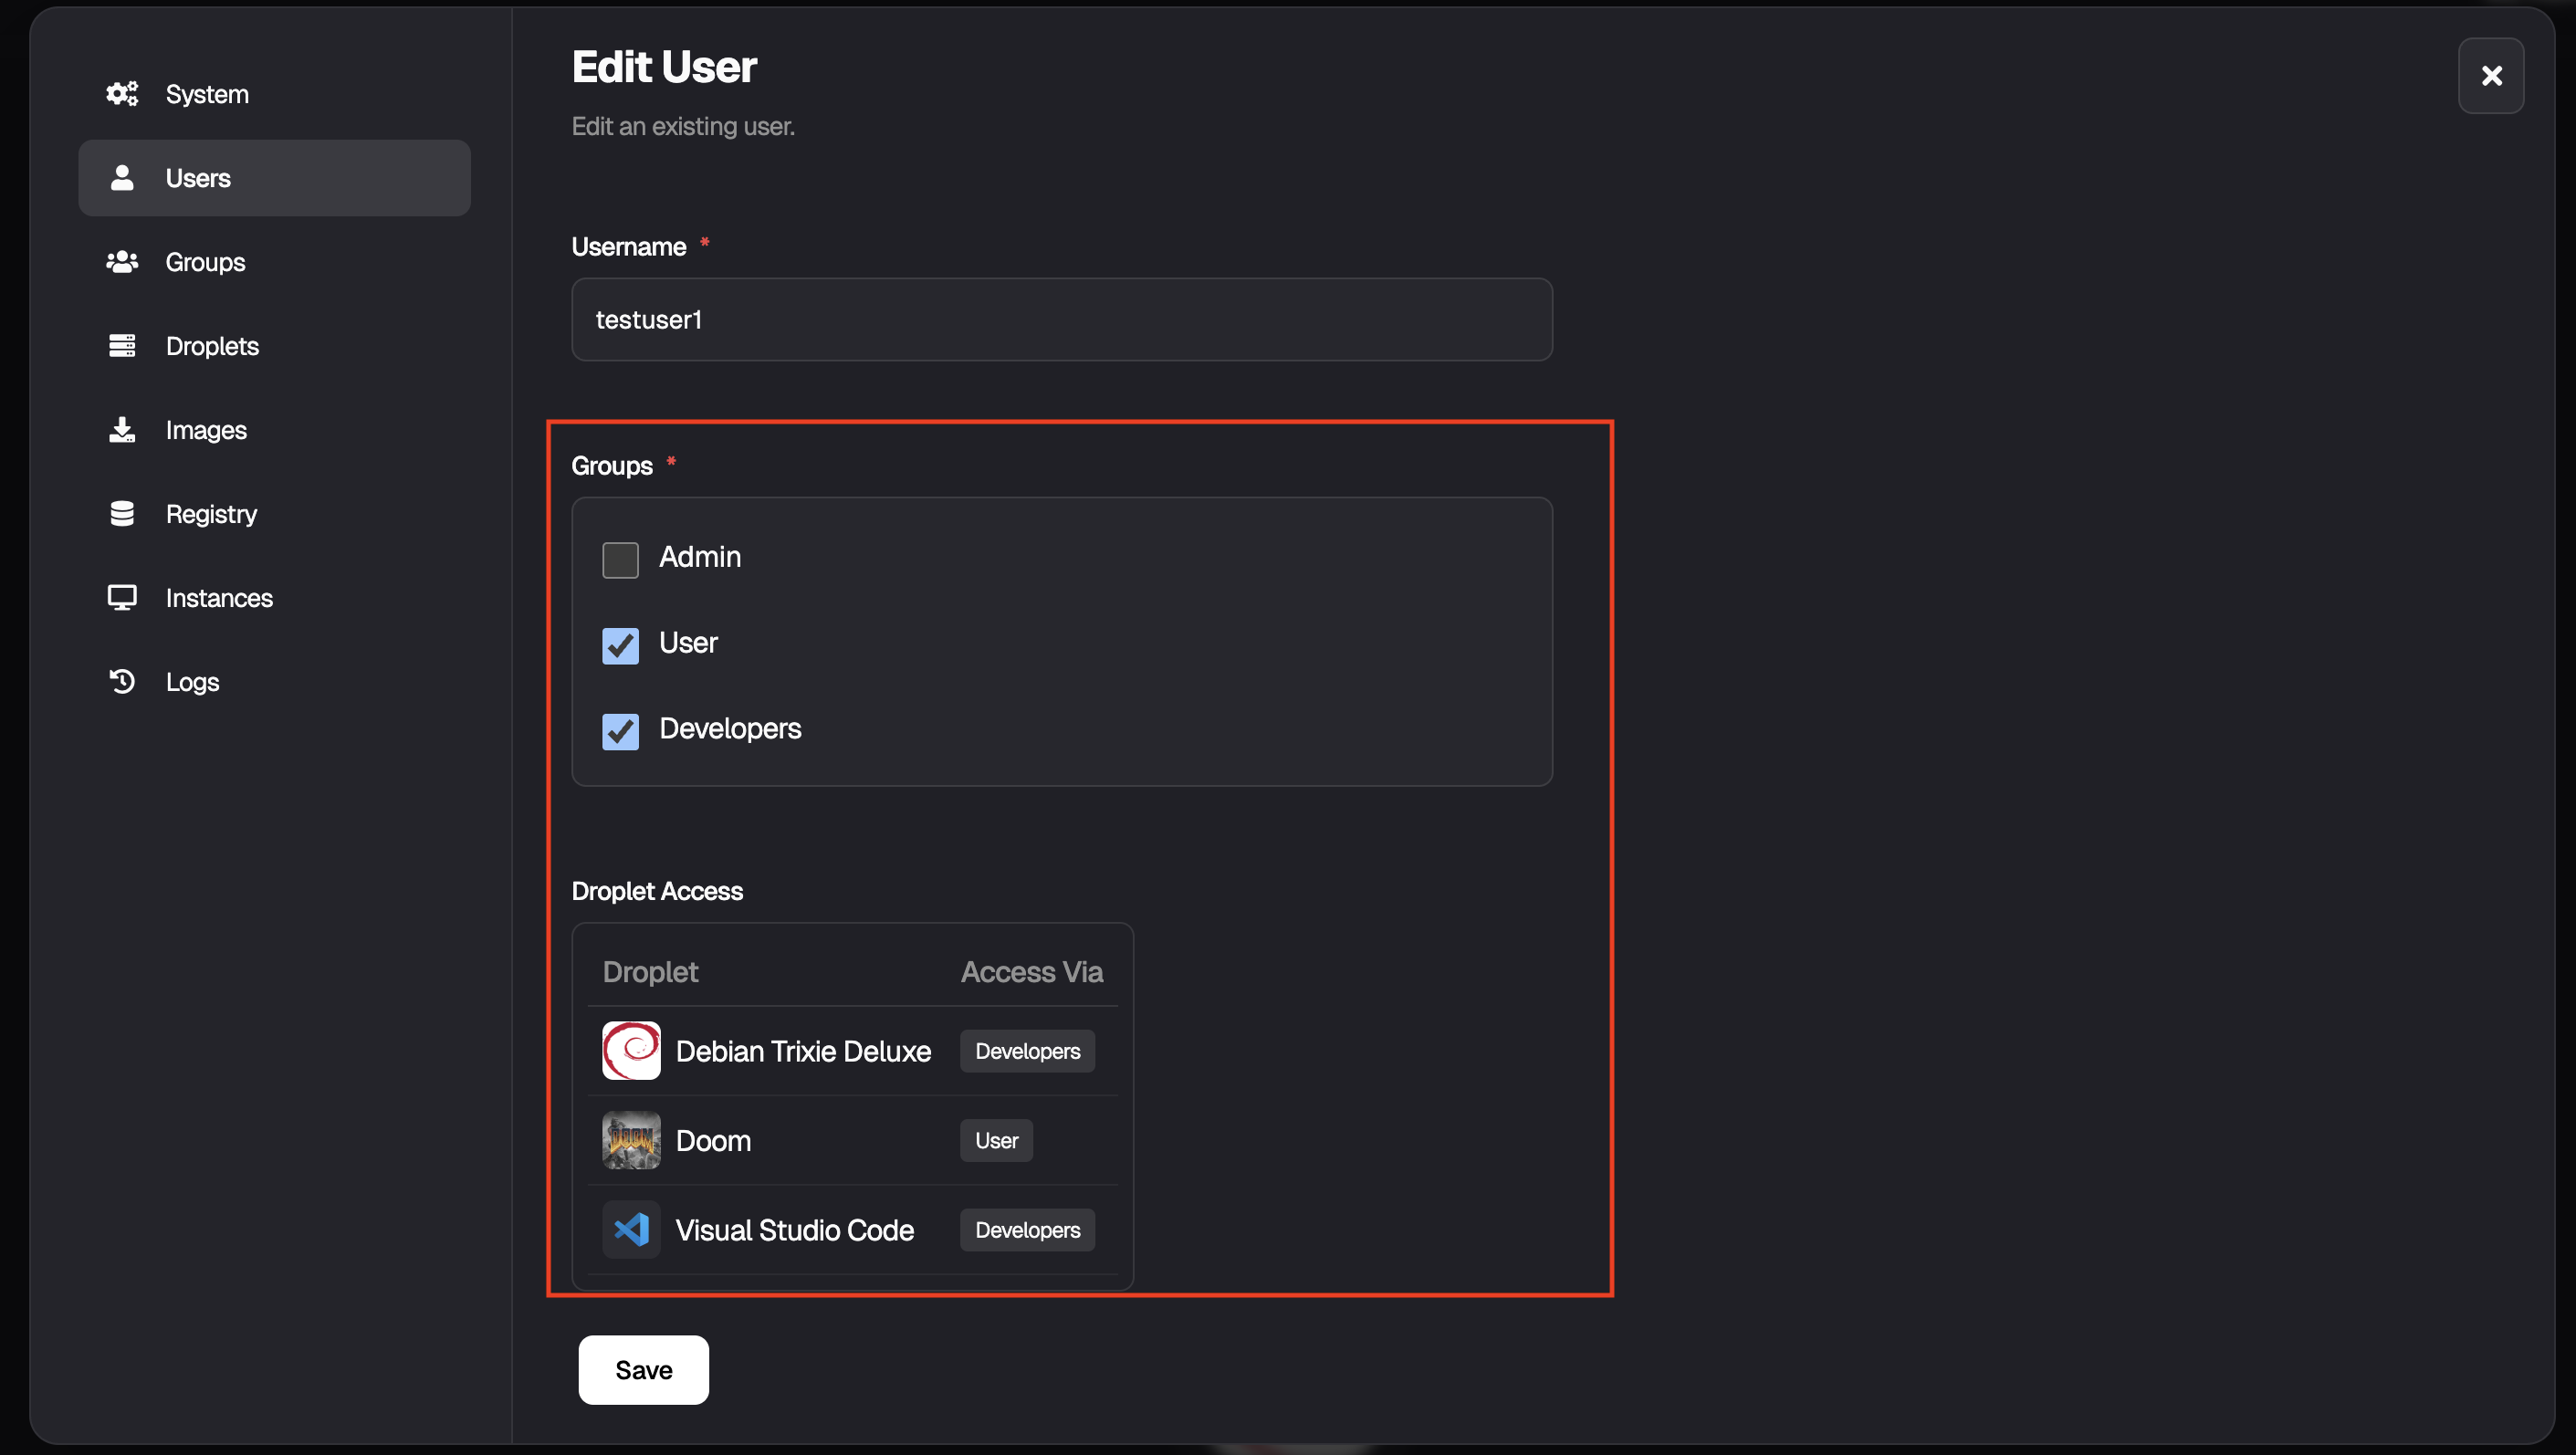 System
Users
Groups
Droplets
Images
Registry
Instances
Logs
Edit User
Edit an existing user.
Username *
testuser1
Groups *
Admin
User
Developers
Droplet Access
Droplet Access Via
Debian Trixie Deluxe Developers
DOOM
Doom User
Visual Studio Code Developers
Save